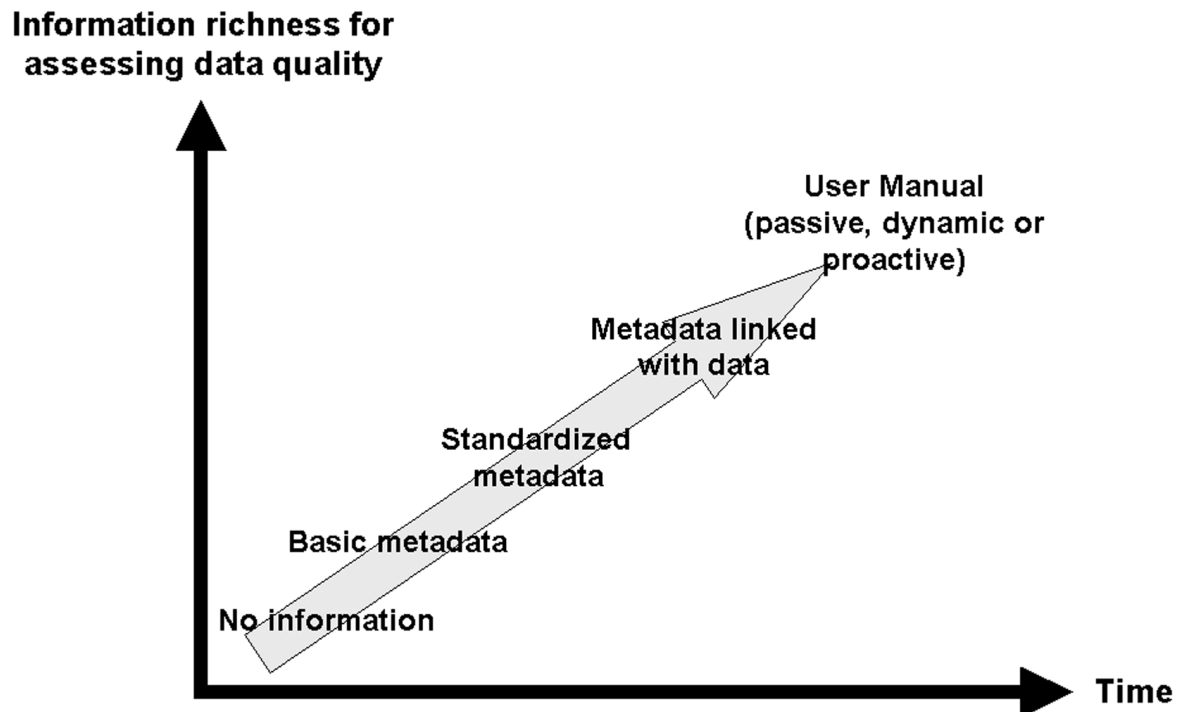 Information richness for
assessing data quality
User Manual
(passive, dynamic or
proactive)
Metadata linked
with data
Standardized
metadata
Basic metadata
No information
Time